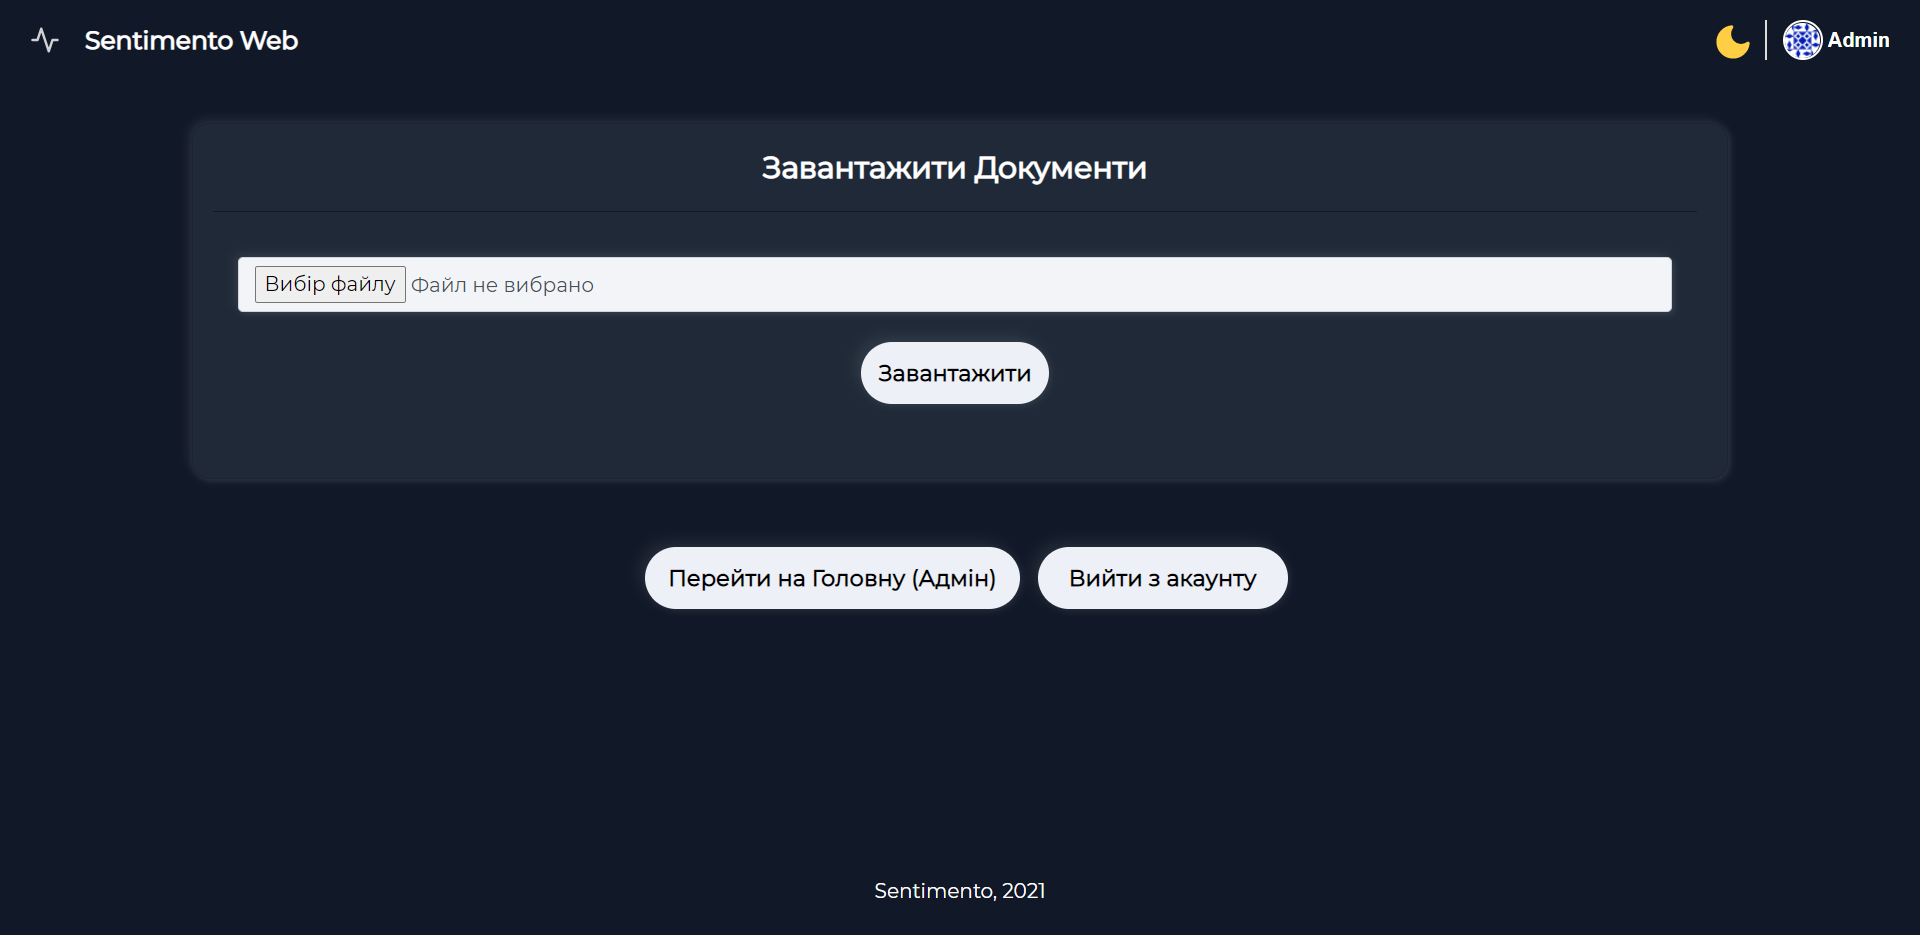 Sentimento Web
Admin
Завантажити Документи
Вибір файлу Файл не вибрано
Завантажити
Перейти на Головну (Адмін)
Вийти з акаунту
Sentimento, 2021